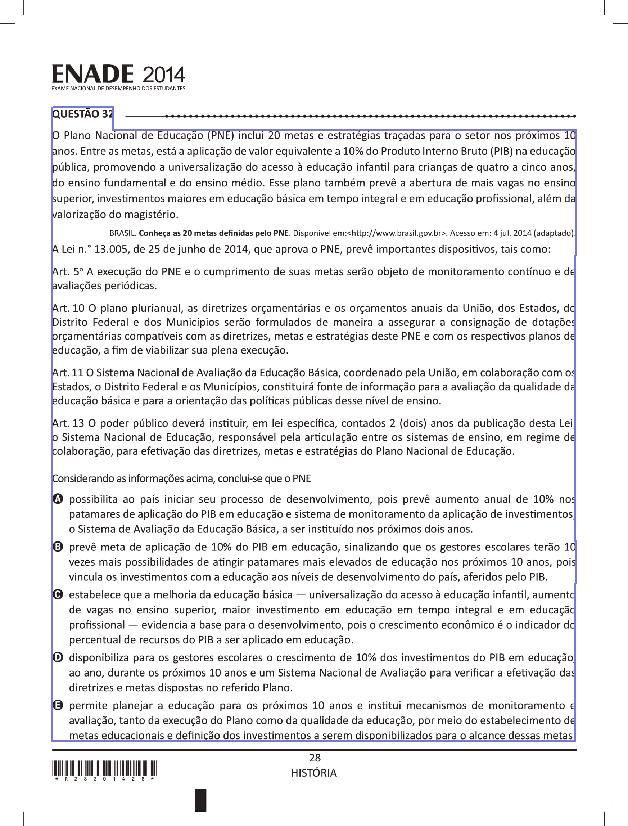 ENADE 2014
EXAME NACIONAL DE DESEMPENHO DOS ESTUDANTES
QUESTÃO 32
O Plano Nacional de Educação (PNE) inclui 20 metas e estratégias traçadas para o setor nos próximos 10
anos. Entre as metas, está a aplicação de valor equivalente a 10% do Produto Interno Bruto (PIB) na educação
pública, promovendo a universalização do acesso à educação infantil para crianças de quatro a cinco anos,
do ensino fundamental e do ensino médio. Esse plano também prevê a abertura de mais vagas no ensino
superior, investimentos maiores em educação básica em tempo integral e em educação profissional, além da
valorização do magistério.
BRASIL. Conheça as 20 metas definidas pelo PNE. Disponível em:<http://www.brasil.gov.br>. Acesso em: 4 jul. 2014 (adaptado).
A Lei n.° 13.005, de 25 de junho de 2014, que aprova o PNE, prevê importantes dispositivos, tais como:
Art. 5º A execução do PNE e o cumprimento de suas metas serão objeto de monitoramento contínuo e de
avaliações periódicas.
Art. 10 O plano plurianual, as diretrizes orçamentárias e os orçamentos anuais da União, dos Estados, do
Distrito Federal e dos Municípios serão formulados de maneira a assegurar a consignação de dotações
orçamentárias compatíveis com as diretrizes, metas e estratégias deste PNE e com os respectivos planos de
educação, a fim de viabilizar sua plena execução.
Art. 11 O Sistema Nacional de Avaliação da Educação Básica, coordenado pela União, em colaboração com os
Estados, o Distrito Federal e os Municípios, constituirá fonte de informação para a avaliação da qualidade da
educação básica e para a orientação das políticas públicas desse nível de ensino.
Art. 13 O poder público deverá instituir, em lei específica, contados 2 (dois) anos da publicação desta Lei,
o Sistema Nacional de Educação, responsável pela articulação entre os sistemas de ensino, em regime de
colaboração, para efetivação das diretrizes, metas e estratégias do Plano Nacional de Educação.
Considerando as informações acima, conclui-se que o PNE
A possibilita ao país iniciar seu processo de desenvolvimento, pois prevê aumento anual de 10% nos
patamares de aplicação do PIB em educação e sistema de monitoramento da aplicação de investimentos,
o Sistema de Avaliação da Educação Básica, a ser instituído nos próximos dois anos.
B prevê meta de aplicação de 10% do PIB em educação, sinalizando que os gestores escolares terão 10
vezes mais possibilidades de atingir patamares mais elevados de educação nos próximos 10 anos, pois
vincula os investimentos com a educação aos níveis de desenvolvimento do país, aferidos pelo PIB.
C estabelece que a melhoria da educação básica — universalização do acesso à educação infantil, aumento
de vagas no ensino superior, maior investimento em educação em tempo integral e em educação
profissional — evidencia a base para o desenvolvimento, pois o crescimento econômico é o indicador do
percentual de recursos do PIB a ser aplicado em educação.
D disponibiliza para os gestores escolares o crescimento de 10% dos investimentos do PIB em educação,
ao ano, durante os próximos 10 anos e um Sistema Nacional de Avaliação para verificar a efetivação das
diretrizes e metas dispostas no referido Plano.
E permite planejar a educação para os próximos 10 anos e institui mecanismos de monitoramento e
avaliação, tanto da execução do Plano como da qualidade da educação, por meio do estabelecimento de
metas educacionais e definição dos investimentos a serem disponibilizados para o alcance dessas metas.
28
HISTÓRIA
*R28201428*